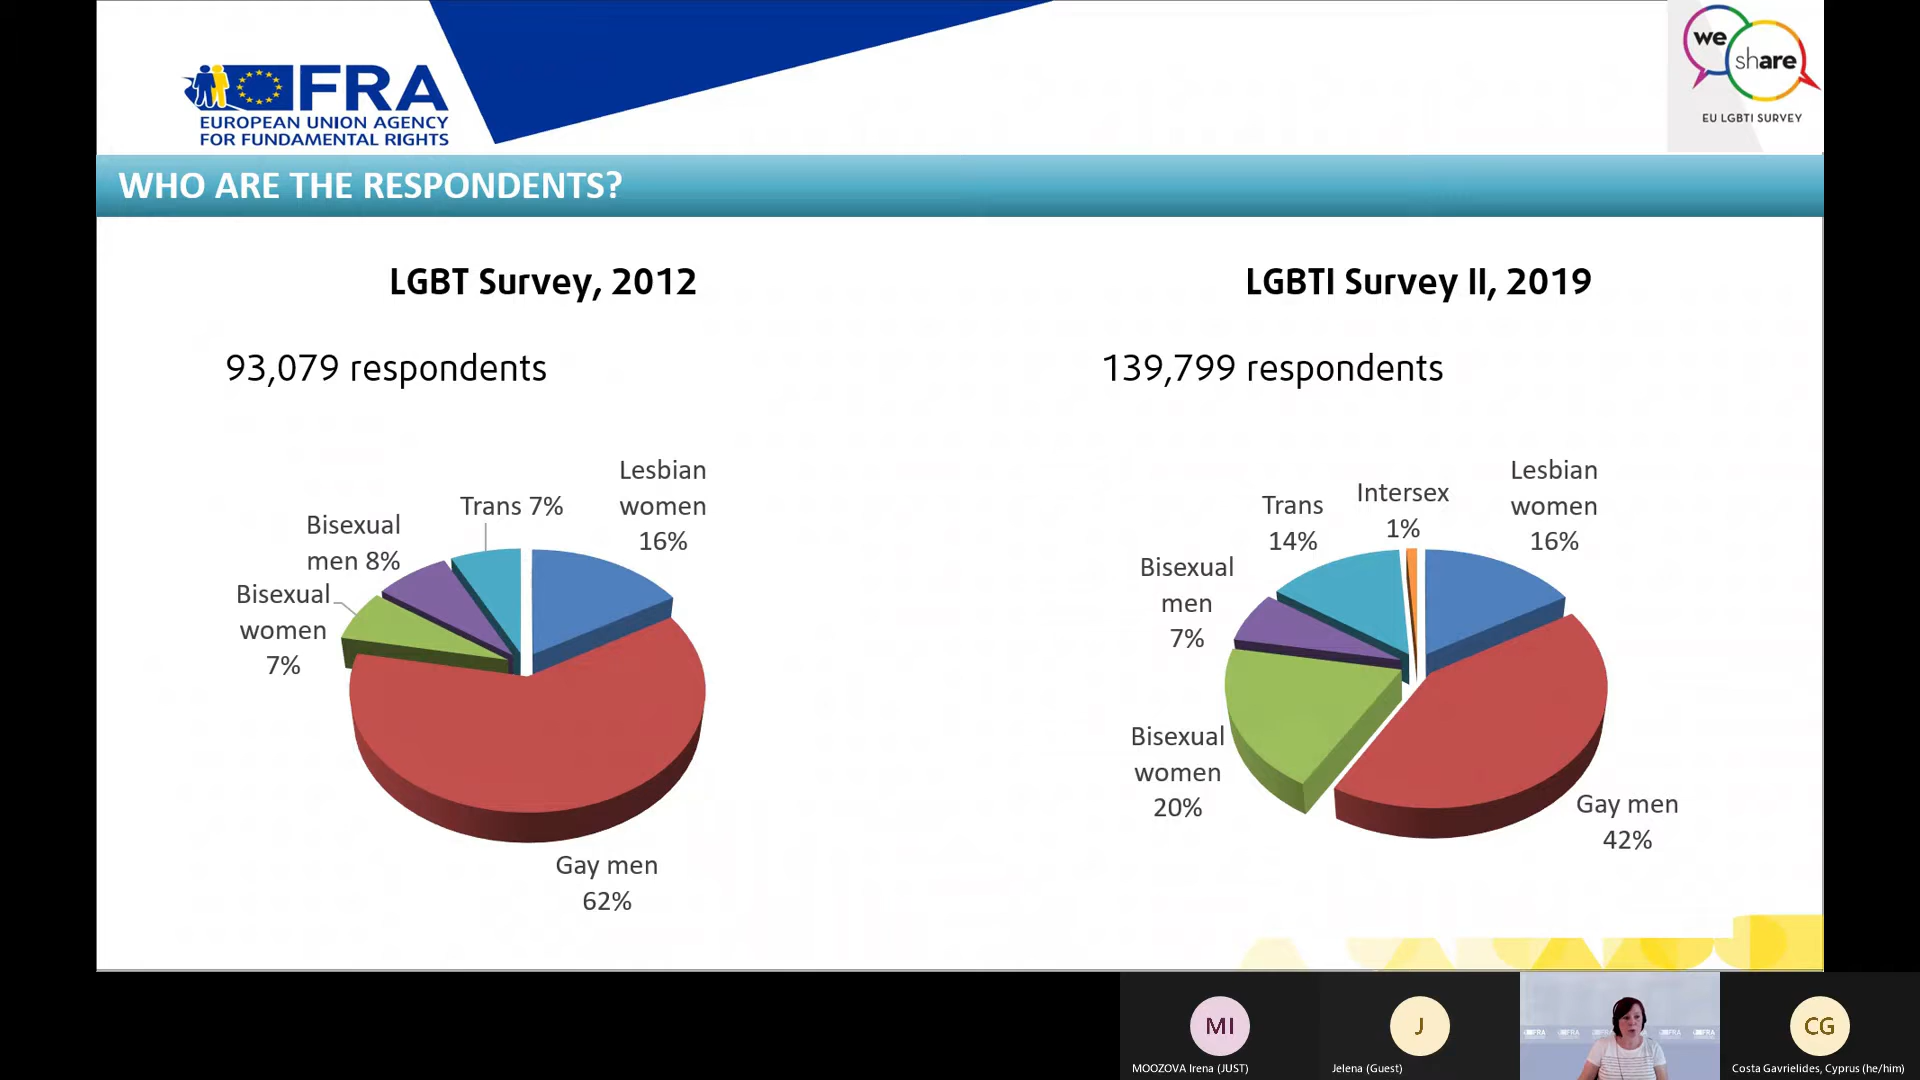 FRA
EUROPEAN UNION AGENCY
FOR FUNDAMENTAL RIGHTS
we
share
EU LGBTI SURVEY
WHO ARE THE RESPONDENTS?
LGBT Survey, 2012
93,079 respondents
Lesbian
women
16%
Trans 7%
Bisexual
men 8%
Bisexual
women
7%
Gay men
62%
LGBTI Survey II, 2019
139,799 respondents
Lesbian
women
16%
Intersex
1%
Trans
14%
Bisexual
men
7%
Bisexual
women
20%
Gay men
42%
MI
MOOZOVA Irena (JUST)
J
Jelena (Guest)
FRA
FRA
FRA
CG
Costa Gavrielides, Cyprus (he/him)